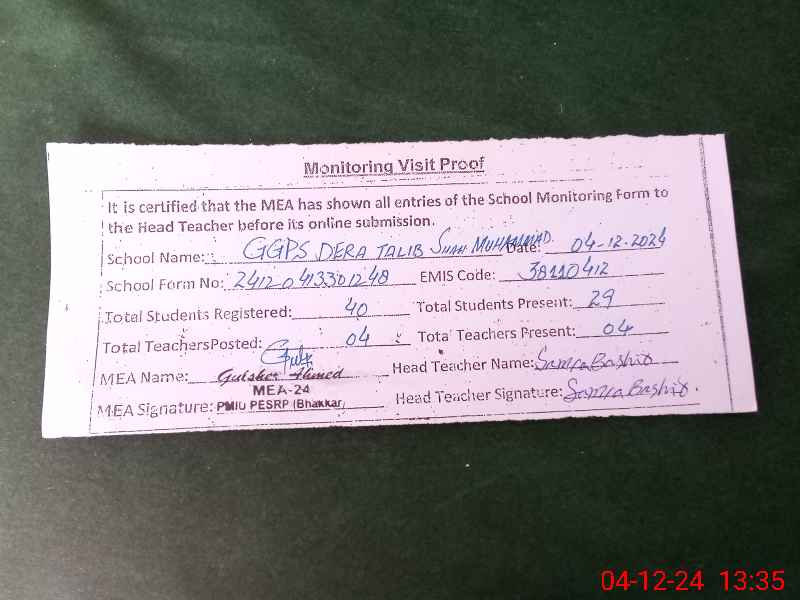 Monitoring Visit Proof
It is certified that the MEA has shown all entries of the School Monitoring Form to
the Head Teacher before its online submission.
School Name: GGPS DERA TALIB SHAH MUHAMMAD. Date: 04-12-2024
School Form No: 24120413301248 EMIS Code: 38110412
Total Students Registered: 40 Total Students Present: 29
Total TeachersPosted: 04 Total Teachers Present: 04
MEA Name: Gulsher Ahmed Head Teacher Name: Samra Bashir
MEA-24
MEA Signature: PMIU PESRP (Bhakkar) Head Teacher Signature: Samra Bashir.
04-12-24 13:35